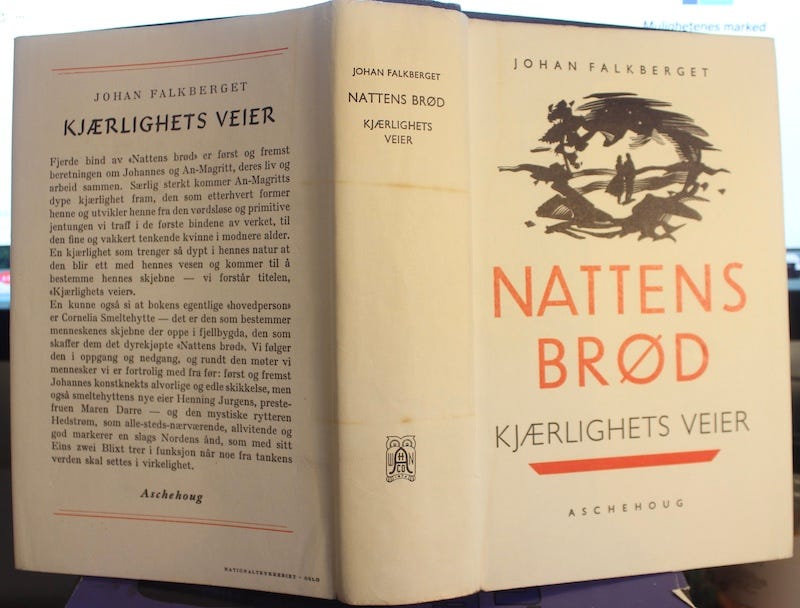 JOHAN FALKBERGET
KJÆRLIGHETS VEIER
Fjerde bind av «Nattens brød» er først og fremst
beretningen om Johannes og An-Magritt, deres liv og
arbeid sammen. Særlig sterkt kommer An-Magritts
dype kjærlighet fram, den som etterhvert former
henne og utvikler henne fra den vørdsløse og primitive
jentungen vi traff i de første bindene av verket, til
den fine og vakkert tenkende kvinne i modnere alder.
En kjærlighet som trenger så dypt i hennes natur at
den blir ett med hennes vesen og kommer til å
bestemme hennes skjebne — vi forstår titelen,
«Kjærlighets veier».
En kunne også si at bokens egentlige «hovedperson»
er Cornelia Smeltehytte — det er den som bestemmer
menneskenes skjebne der oppe i fjellbygda, den som
skaffer dem det dyrekjøpte «Nattens brød». Vi følger
den i oppgang og nedgang, og rundt den møter vi
mennesker vi er fortrolig med fra før: først og fremst
Johannes konstknekts alvorlige og edle skikkelse, men
også smeltehyttens nye eier Henning Jurgens, preste-
fruen Maren Darre — og den mystiske rytteren
Hedstrøm, som alle-steds-nærværende, allvitende og
god markerer en slags Nordens ånd, som med sitt
Eins zwei Blixt trer i funksjon når noe fra tankens
verden skal settes i virkelighet.
Aschehoug
NATIONALTRYKKERIET - OSLO
JOHAN FALKBERGET
NATTENS BRØD
KJÆRLIGHETS
VEIER
Mulighetenes marked
JOHAN FALKBERGET
NATTENS
BRØD
KJÆRLIGHETS VEIER
ASCHEHOUG